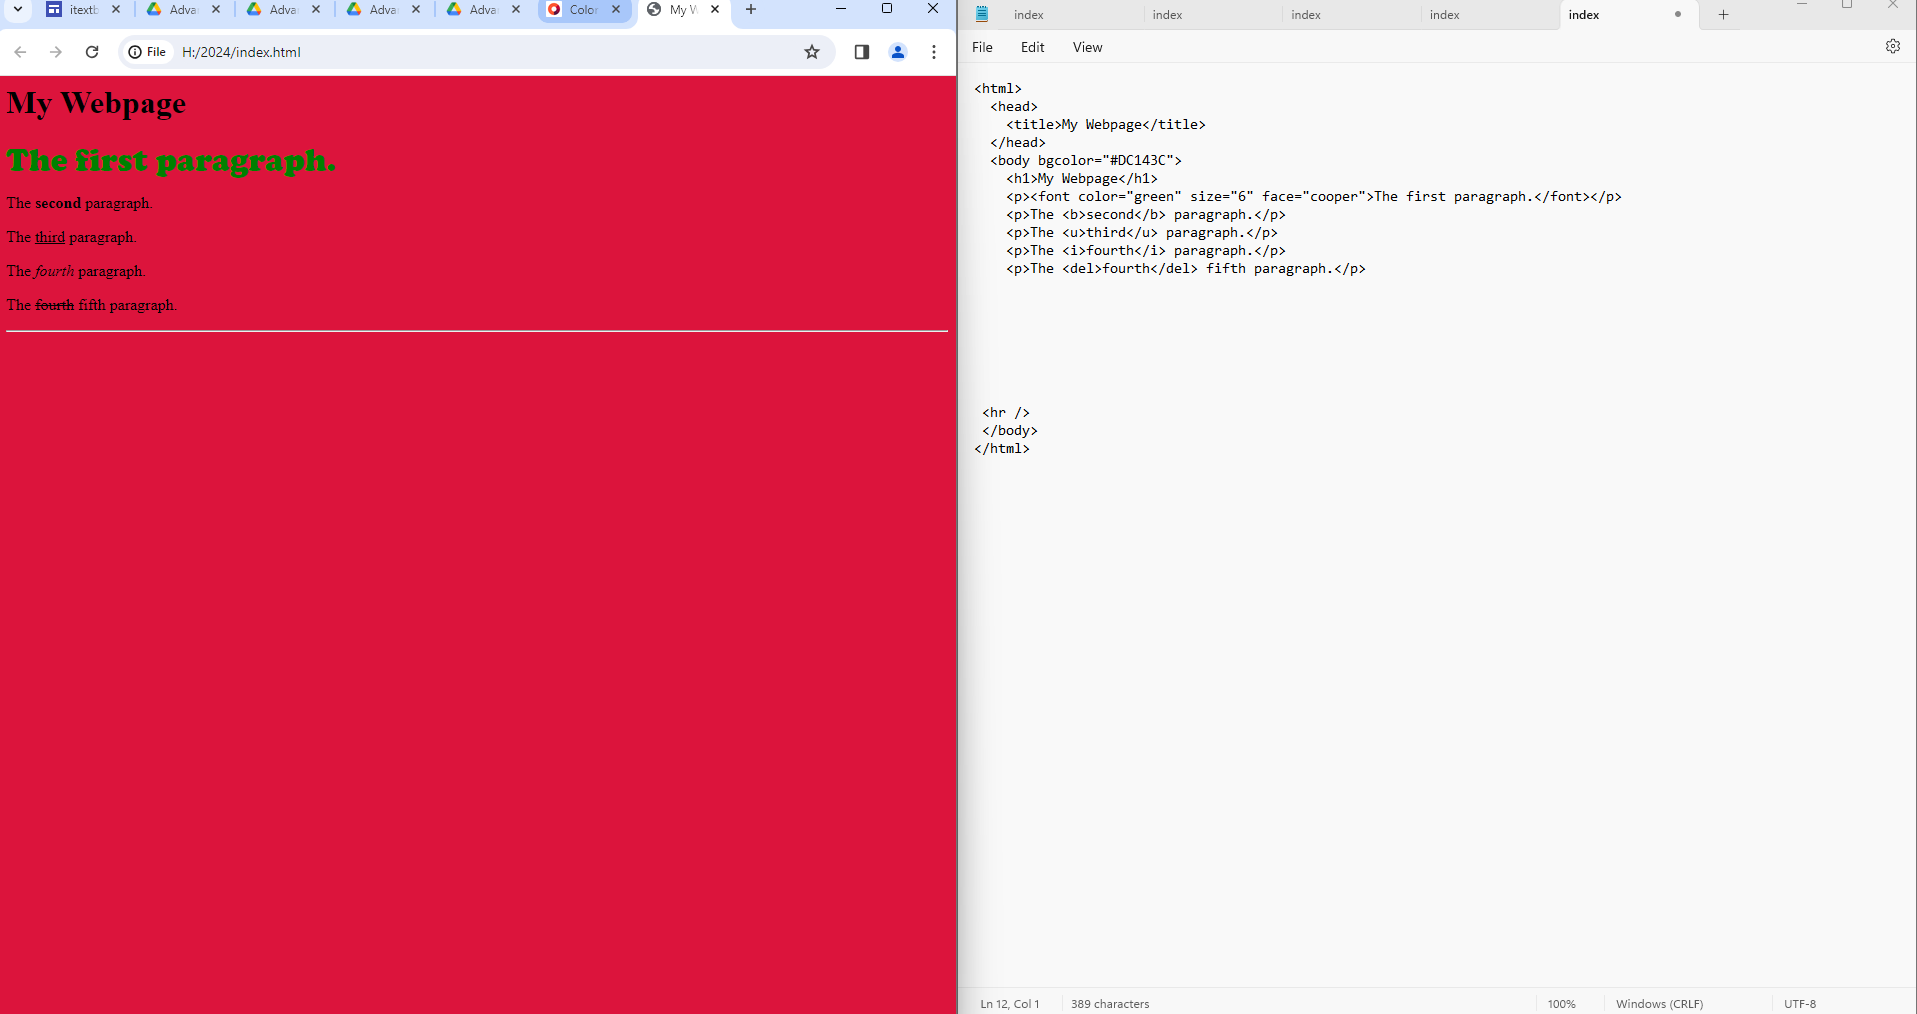 itextb
Adva
Adva
Adva
Adva
Color
My W
File
H:/2024/index.html
My Webpage
The first paragraph.
The second paragraph.
The third paragraph.
The fourth paragraph.
The fourth fifth paragraph.
index
index
index
index
index
File Edit View
<html>
<head>
<title>My Webpage</title>
</head>
<body bgcolor="#DC143C">
<h1>My Webpage</h1>
<p><font color="green" size="6" face="cooper">The first paragraph.</font></p>
<p>The <b>second</b> paragraph.</p>
<p>The <u>third</u> paragraph.</p>
<p>The <i>fourth</i> paragraph.</p>
<p>The <del>fourth</del> fifth paragraph.</p>
<hr />
</body>
</html>
Ln 12, Col 1 389 characters 100% Windows (CRLF) UTF-8